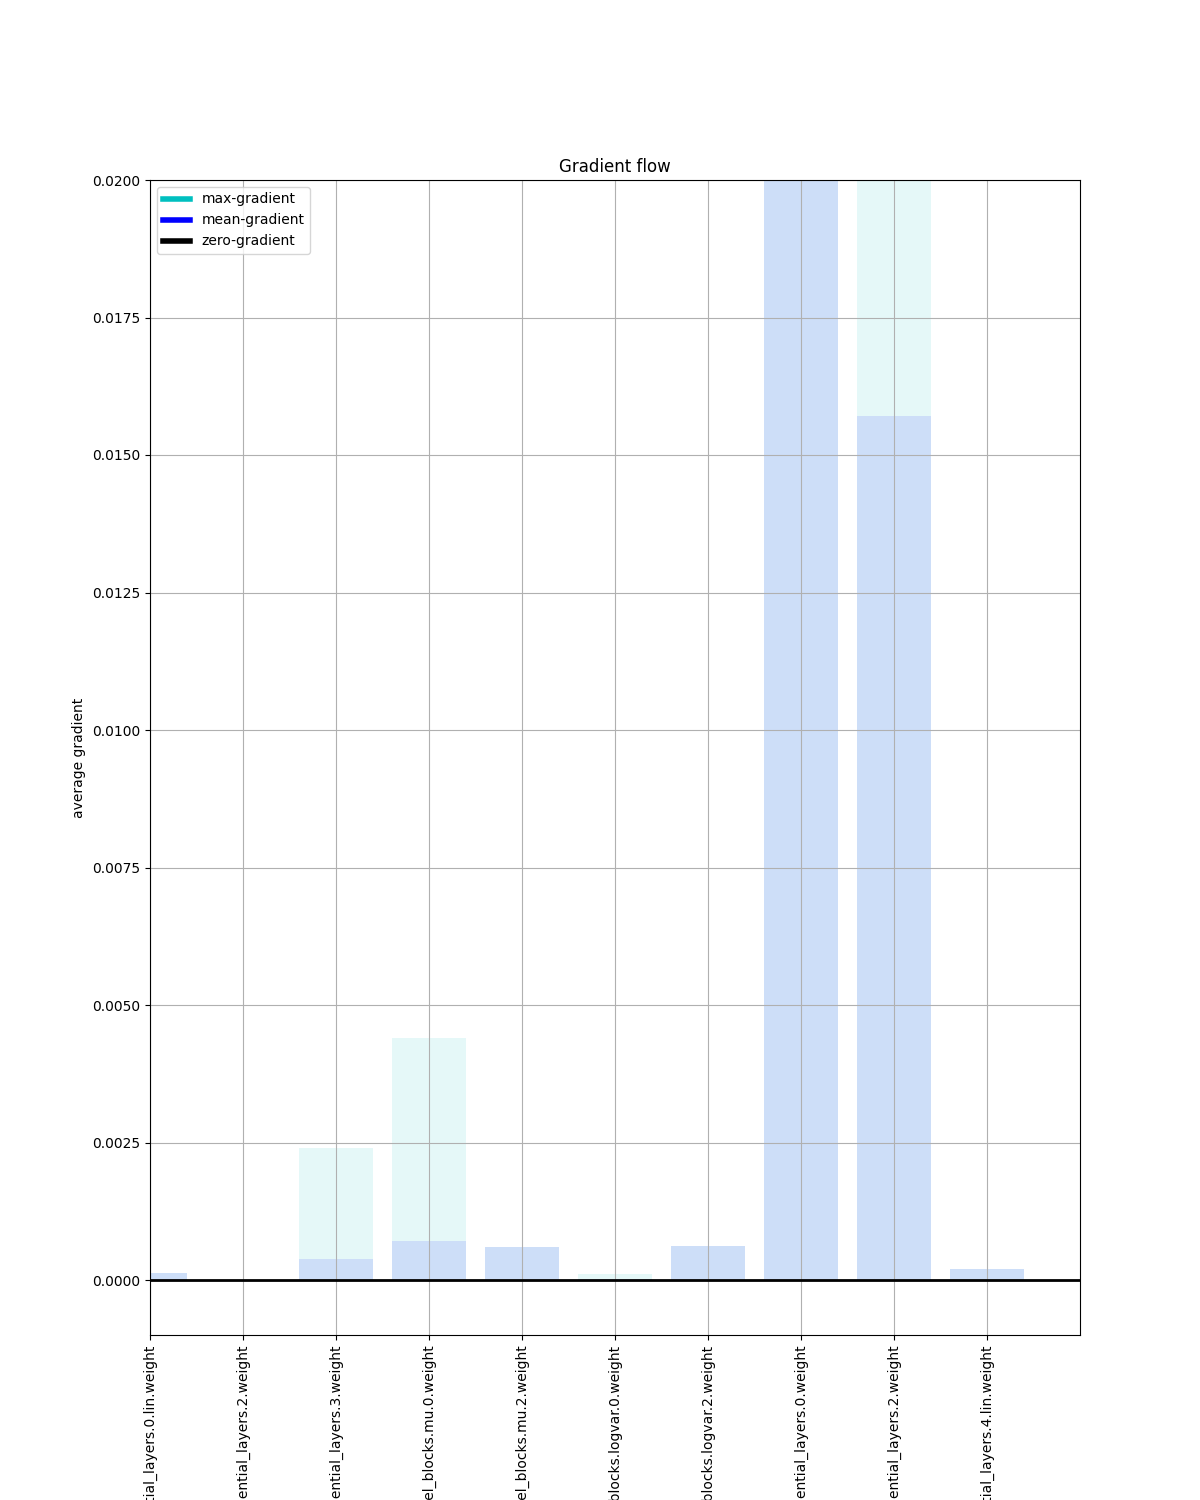 Gradient flow
max-gradient
mean-gradient
zero-gradient
0.0200
0.0175
0.0150
0.0125
0.0100
0.0075
0.0050
0.0025
0.0000
average gradient
tial_layers.0.lin.weight
ential_layers.2.weight
ential_layers.3.weight
el_blocks.mu.0.weight
el_blocks.mu.2.weight
blocks.logvar.0.weight
blocks.logvar.2.weight
ential_layers.0.weight
ential_layers.2.weight
tial_layers.4.lin.weight